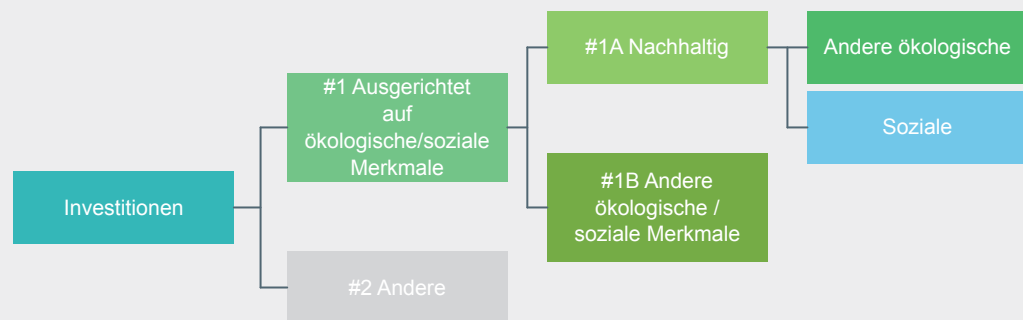 Investitionen
#1 Ausgerichtet
auf
ökologische/soziale
Merkmale
#2 Andere
#1A Nachhaltig
#1B Andere
ökologische /
soziale Merkmale
Andere ökologische
Soziale